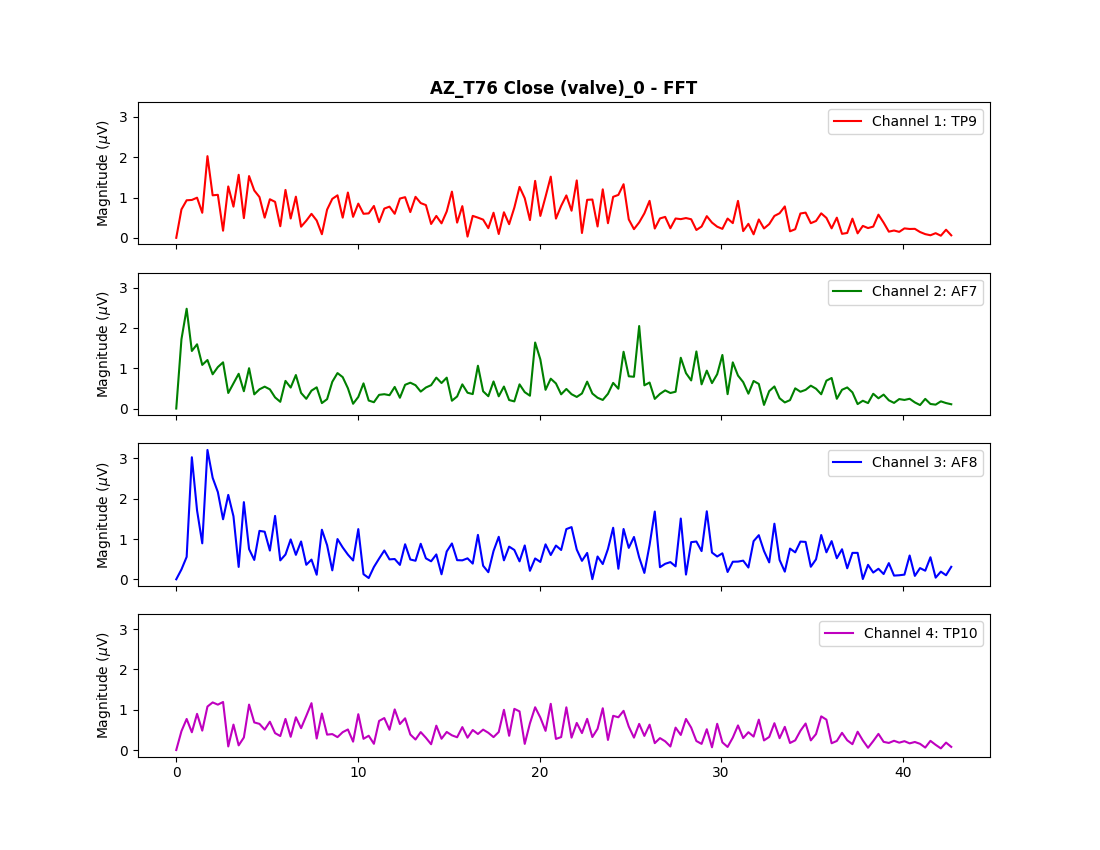 AZ_T76 Close (valve)_0 - FFT
3
2
1
0
Magnitude (μV)
Channel 1: TP9
3
2
1
0
Magnitude (μV)
Channel 2: AF7
3
2
1
0
Magnitude (μV)
Channel 3: AF8
3
2
1
0
Magnitude (μV)
Channel 4: TP10
0 10 20 30 40